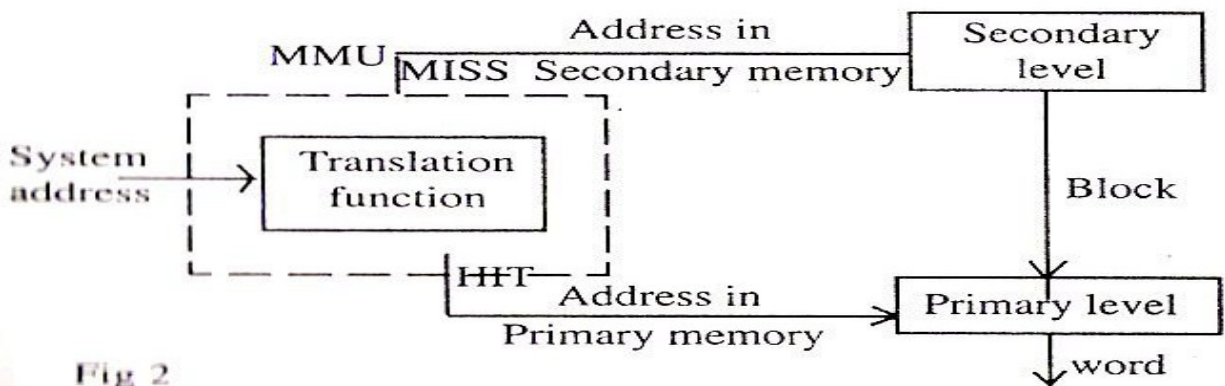 Address in
Secondary memory
Secondary
level
MMU
MISS
System
address
Translation
function
Block
HIT
Address in
Primary memory
Primary level
word
Fig 2